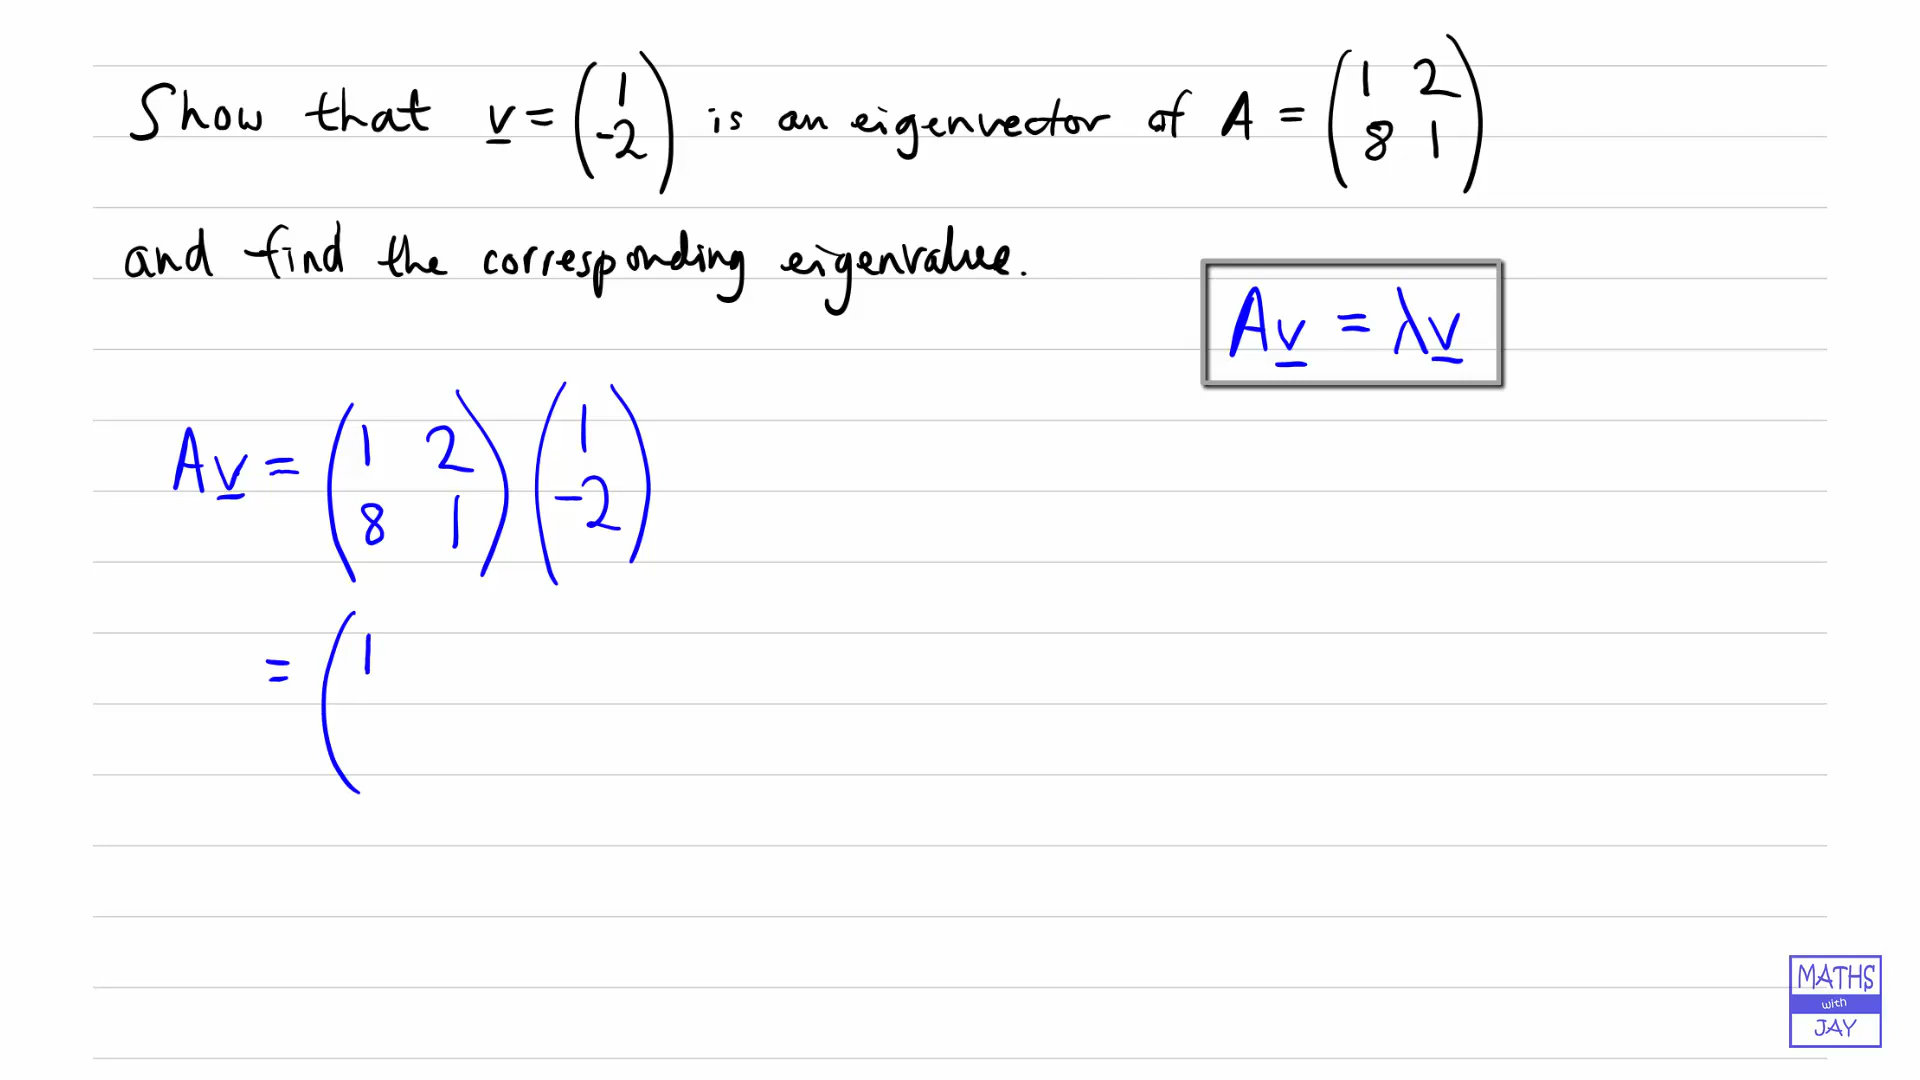 Show that v = (1 -2) is an eigenvector of A = (1 2 8 1)
and find the corresponding eigenvalue.
Av = λv
Av = (1 2 8 1) (1 -2)
= (1
MATHS
with
JAY